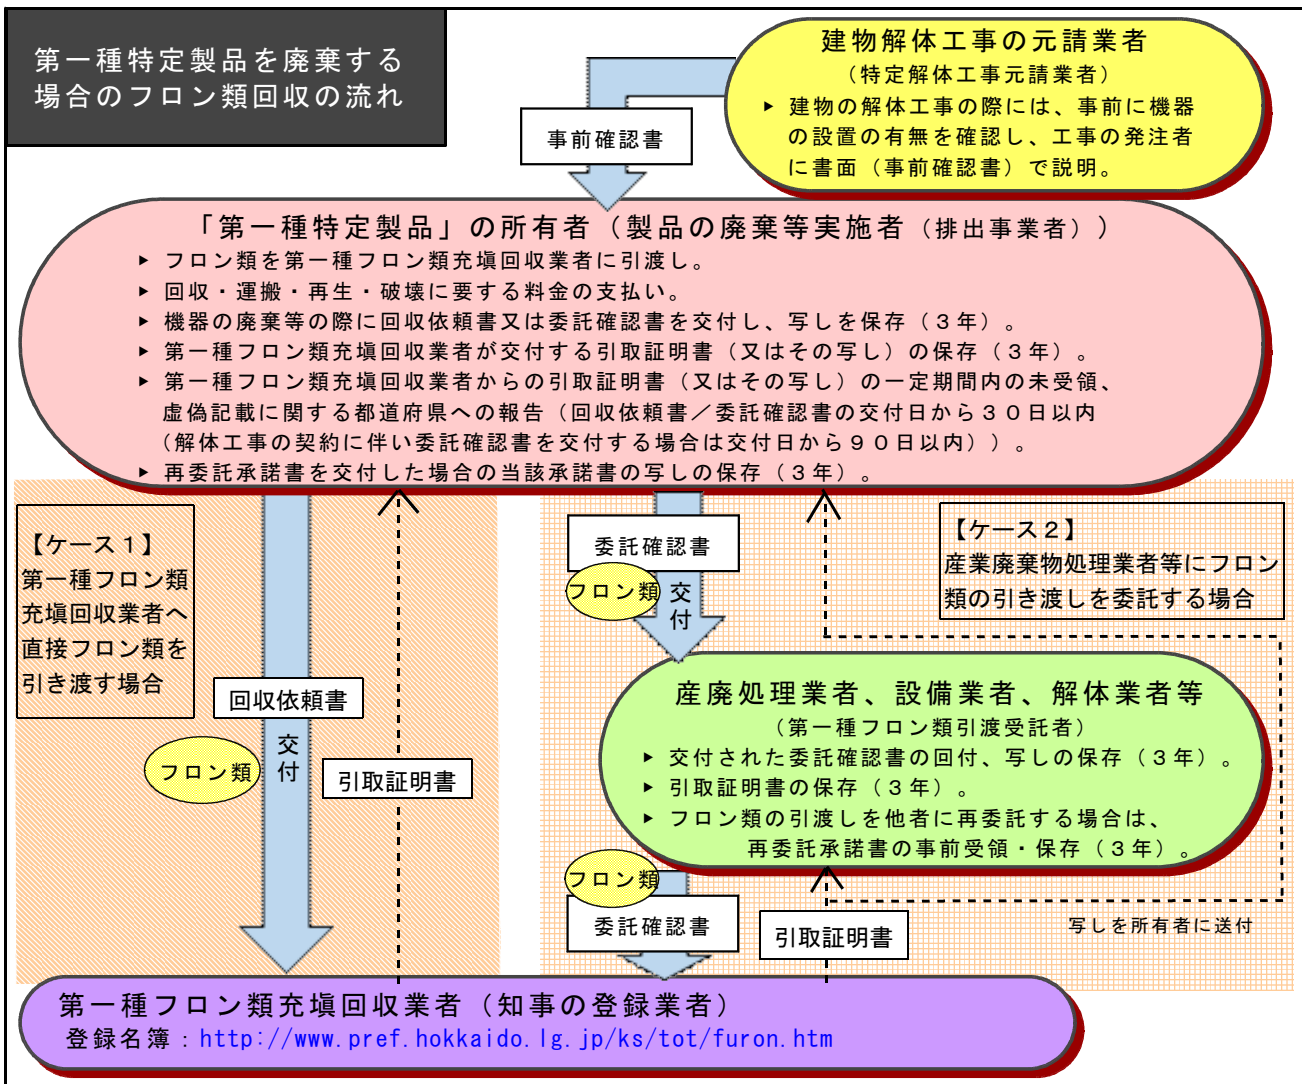 第一種特定製品を廃棄する
場合のフロン類回収の流れ
建物解体工事の元請業者
（特定解体工事元請業者）
▶ 建物の解体工事の際には、事前に機器
の設置の有無を確認し、工事の発注者
に書面（事前確認書）で説明。
事前確認書
「第一種特定製品」の所有者（製品の廃棄等実施者（排出事業者））
▶ フロン類を第一種フロン類充塡回収業者に引渡し。
▶ 回収・運搬・再生・破壊に要する料金の支払い。
▶ 機器の廃棄等の際に回収依頼書又は委託確認書を交付し、写しを保存（３年）。
▶ 第一種フロン類充塡回収業者が交付する引取証明書（又はその写し）の保存（３年）。
▶ 第一種フロン類充塡回収業者からの引取証明書（又はその写し）の一定期間内の未受領、
虚偽記載に関する都道府県への報告（回収依頼書／委託確認書の交付日から３０日以内
（解体工事の契約に伴い委託確認書を交付する場合は交付日から９０日以内））。
▶ 再委託承諾書を交付した場合の当該承諾書の写しの保存（３年）。
【ケース１】
第一種フロン類
充塡回収業者へ
直接フロン類を
引き渡す場合
回収依頼書
フロン類
交付
引取証明書
委託確認書
フロン類
交付
【ケース２】
産業廃棄物処理業者等にフロン
類の引き渡しを委託する場合
産廃処理業者、設備業者、解体業者等
（第一種フロン類引渡受託者）
▶ 交付された委託確認書の回付、写しの保存（３年）。
▶ 引取証明書の保存（３年）。
▶ フロン類の引渡しを他者に再委託する場合は、
再委託承諾書の事前受領・保存（３年）。
フロン類
委託確認書
引取証明書
写しを所有者に送付
第一種フロン類充塡回収業者（知事の登録業者）
登録名簿：http://www.pref.hokkaido.lg.jp/ks/tot/furon.htm